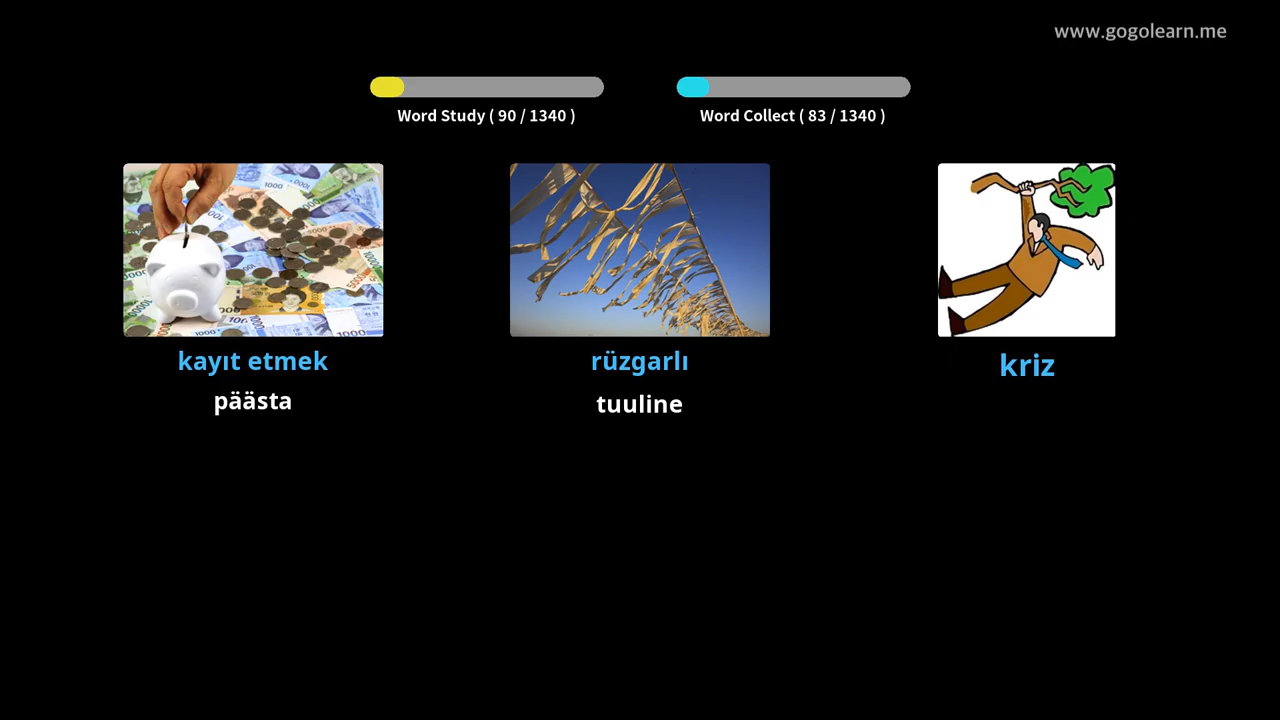 www.gogolearn.me
Word Study ( 90 / 1340 )
Word Collect ( 83 / 1340 )
kayıt etmek
päästa
rüzgarlı
tuuline
kriz